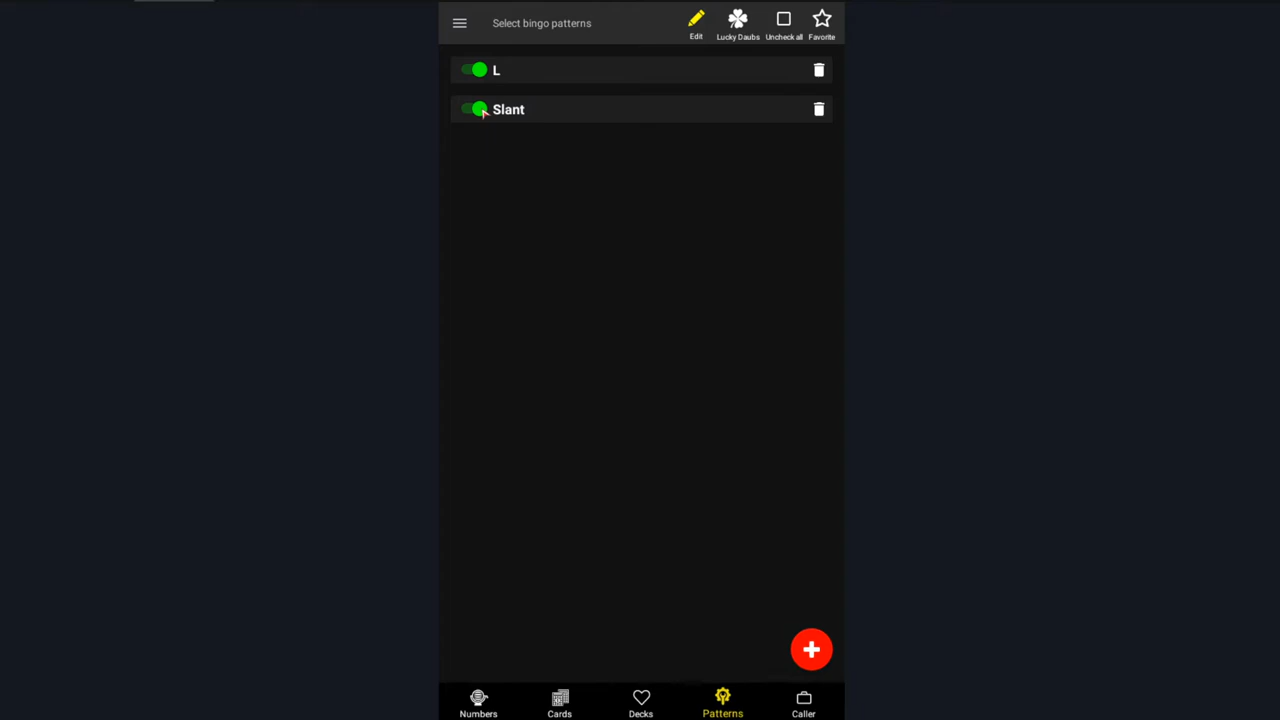 Select bingo patterns
Edit
Lucky Daubs
Uncheck all
Favorite
L
Slant
Numbers
Cards
Decks
Patterns
Caller